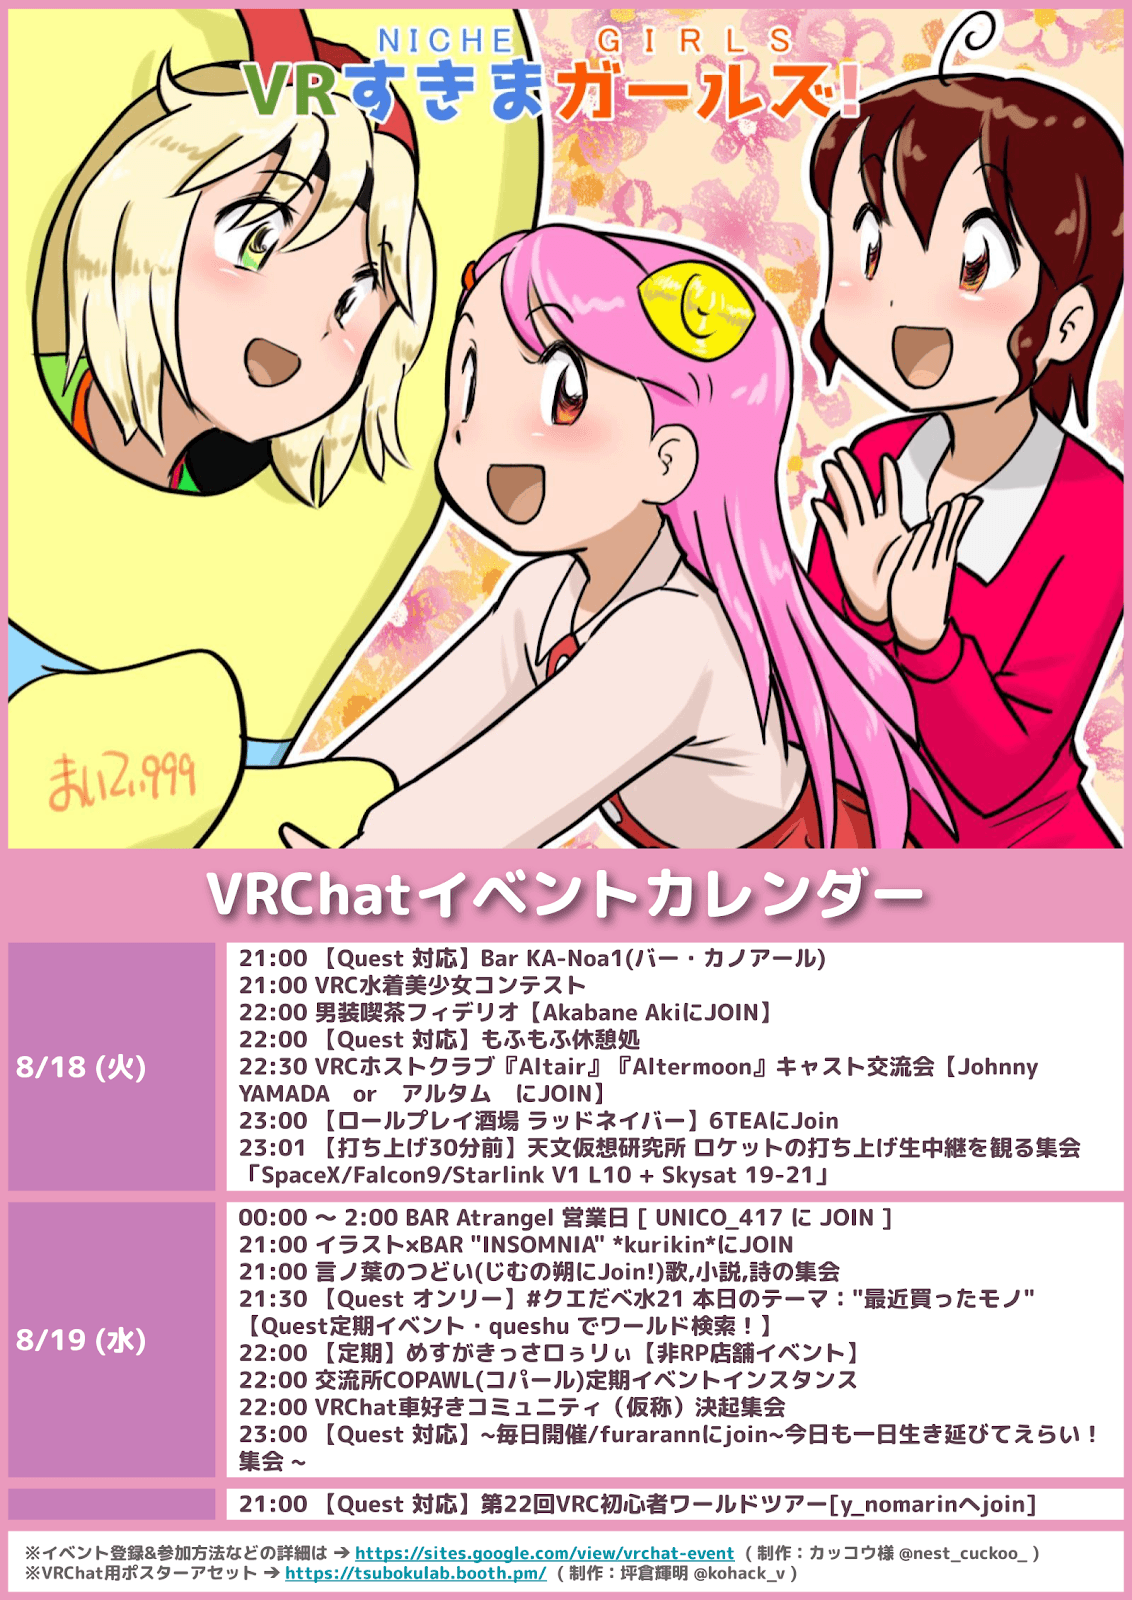 NICHE GIRLS
VRすきまガールズ!
まいてぃ999
VRChatイベントカレンダー
8/18 (火)
21:00 【Quest 対応】Bar KA-Noa1(バー・カノアール)
21:00 VRC水着美少女コンテスト
22:00 男装喫茶フィデリオ【Akabane AkiにJOIN】
22:00 【Quest 対応】もふもふ休憩処
22:30 VRCホストクラブ『Altair』『Altermoon』キャスト交流会【Johnny
YAMADA　or　アルタム　にJOIN】
23:00 【ロールプレイ酒場 ラッドネイバー】6TEAにJoin
23:01 【打ち上げ30分前】天文仮想研究所 ロケットの打ち上げ生中継を観る集会
「SpaceX/Falcon9/Starlink V1 L10 + Skysat 19-21」
8/19 (水)
00:00 〜 2:00 BAR Atrangel 営業日 [ UNICO_417 に JOIN ]
21:00 イラスト×BAR "INSOMNIA" *kurikin*にJOIN
21:00 言ノ葉のつどい(じむの朔にJoin!)歌,小説,詩の集会
21:30 【Quest オンリー】#クエだべ水21 本日のテーマ："最近買ったモノ"
【Quest定期イベント・queshu でワールド検索！】
22:00 【定期】めすがきっさロぅリぃ【非RP店舗イベント】
22:00 交流所COPAWL(コパール)定期イベントインスタンス
22:00 VRChat車好きコミュニティ（仮称）決起集会
23:00 【Quest 対応】~毎日開催/furarannにjoin~今日も一日生き延びてえらい！
集会 ~
21:00 【Quest 対応】第22回VRC初心者ワールドツアー[y_nomarinへjoin]
※イベント登録&参加方法などの詳細は ➔ https://sites.google.com/view/vrchat-event （ 制作：カッコウ様 @nest_cuckoo_ ）
※VRChat用ポスターアセット ➔ https://tsubokulab.booth.pm/ （ 制作：坪倉輝明 @kohack_v ）